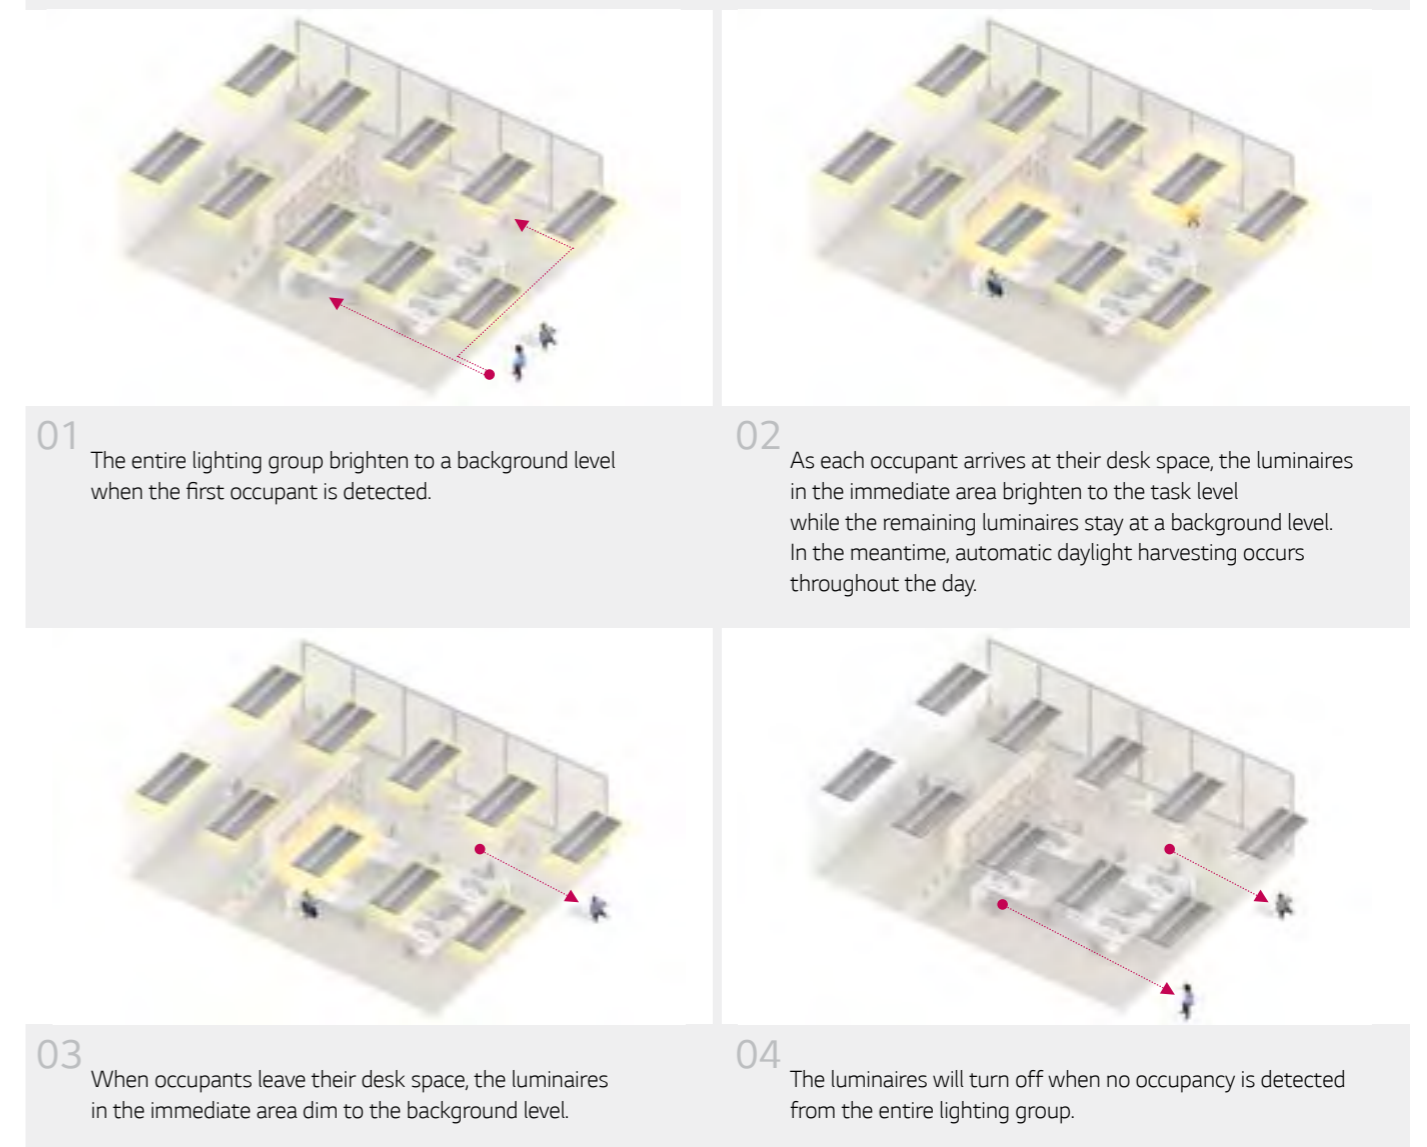 01
The entire lighting group brighten to a background level
when the first occupant is detected.
02
As each occupant arrives at their desk space, the luminaires
in the immediate area brighten to the task level
while the remaining luminaires stay at a background level.
In the meantime, automatic daylight harvesting occurs
throughout the day.
03
When occupants leave their desk space, the luminaires
in the immediate area dim to the background level.
04
The luminaires will turn off when no occupancy is detected
from the entire lighting group.